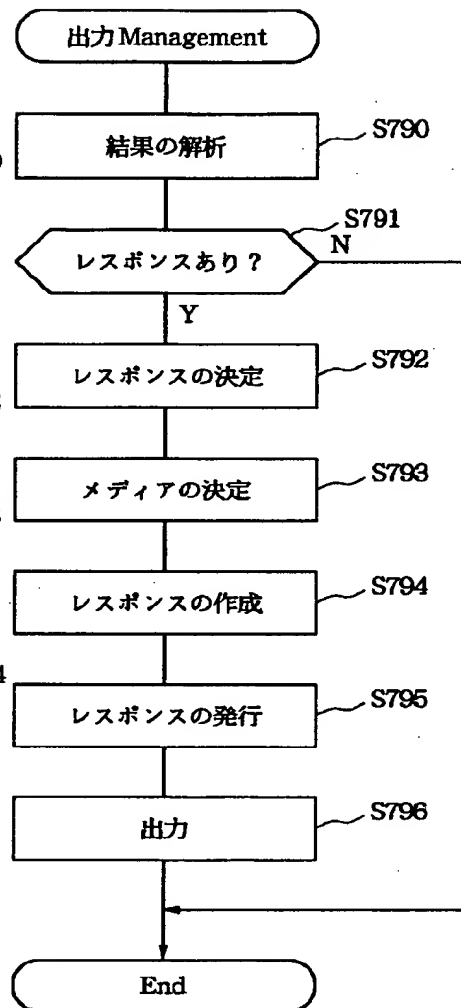 出力Management
結果の解析
S790
S791
レスポンスあり？
N
Y
レスポンスの決定
S792
メディアの決定
S793
レスポンスの作成
S794
4
レスポンスの発行
S795
出力
S796
End